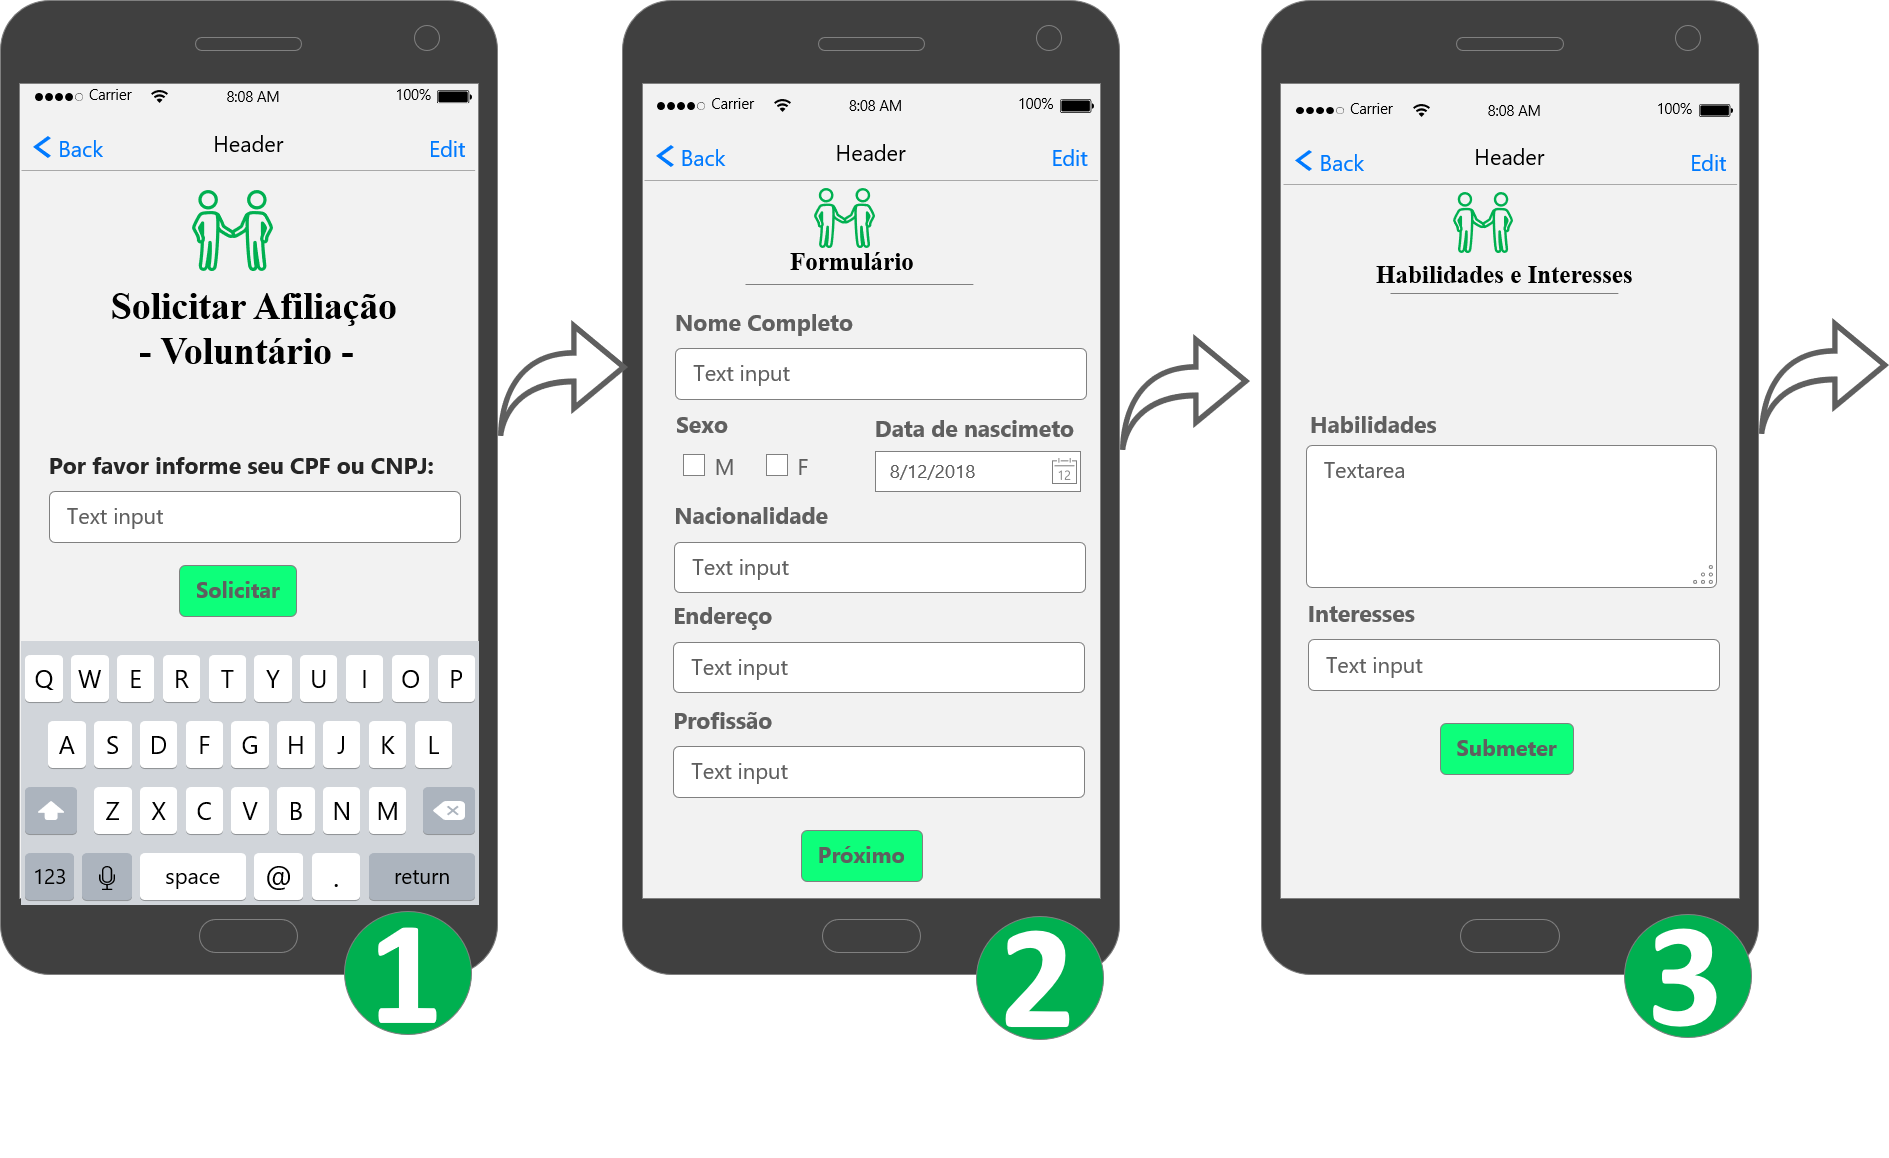 Carrier 8:08 AM 100%
Back Header Edit
Solicitar Afiliação
- Voluntário -
Por favor informe seu CPF ou CNPJ:
Text input
Solicitar
Q W E R T Y U I O P
A S D F G H J K L
Z X C V B N M
123 space @ . return
1
Carrier 8:08 AM 100%
Back Header Edit
Formulário
Nome Completo
Text input
Sexo Data de nascimeto
M F 8/12/2018 12
Nacionalidade
Text input
Endereço
Text input
Profissão
Text input
Próximo
2
Carrier 8:08 AM 100%
Back Header Edit
Habilidades e Interesses
Habilidades
Textarea
Interesses
Text input
Submeter
3